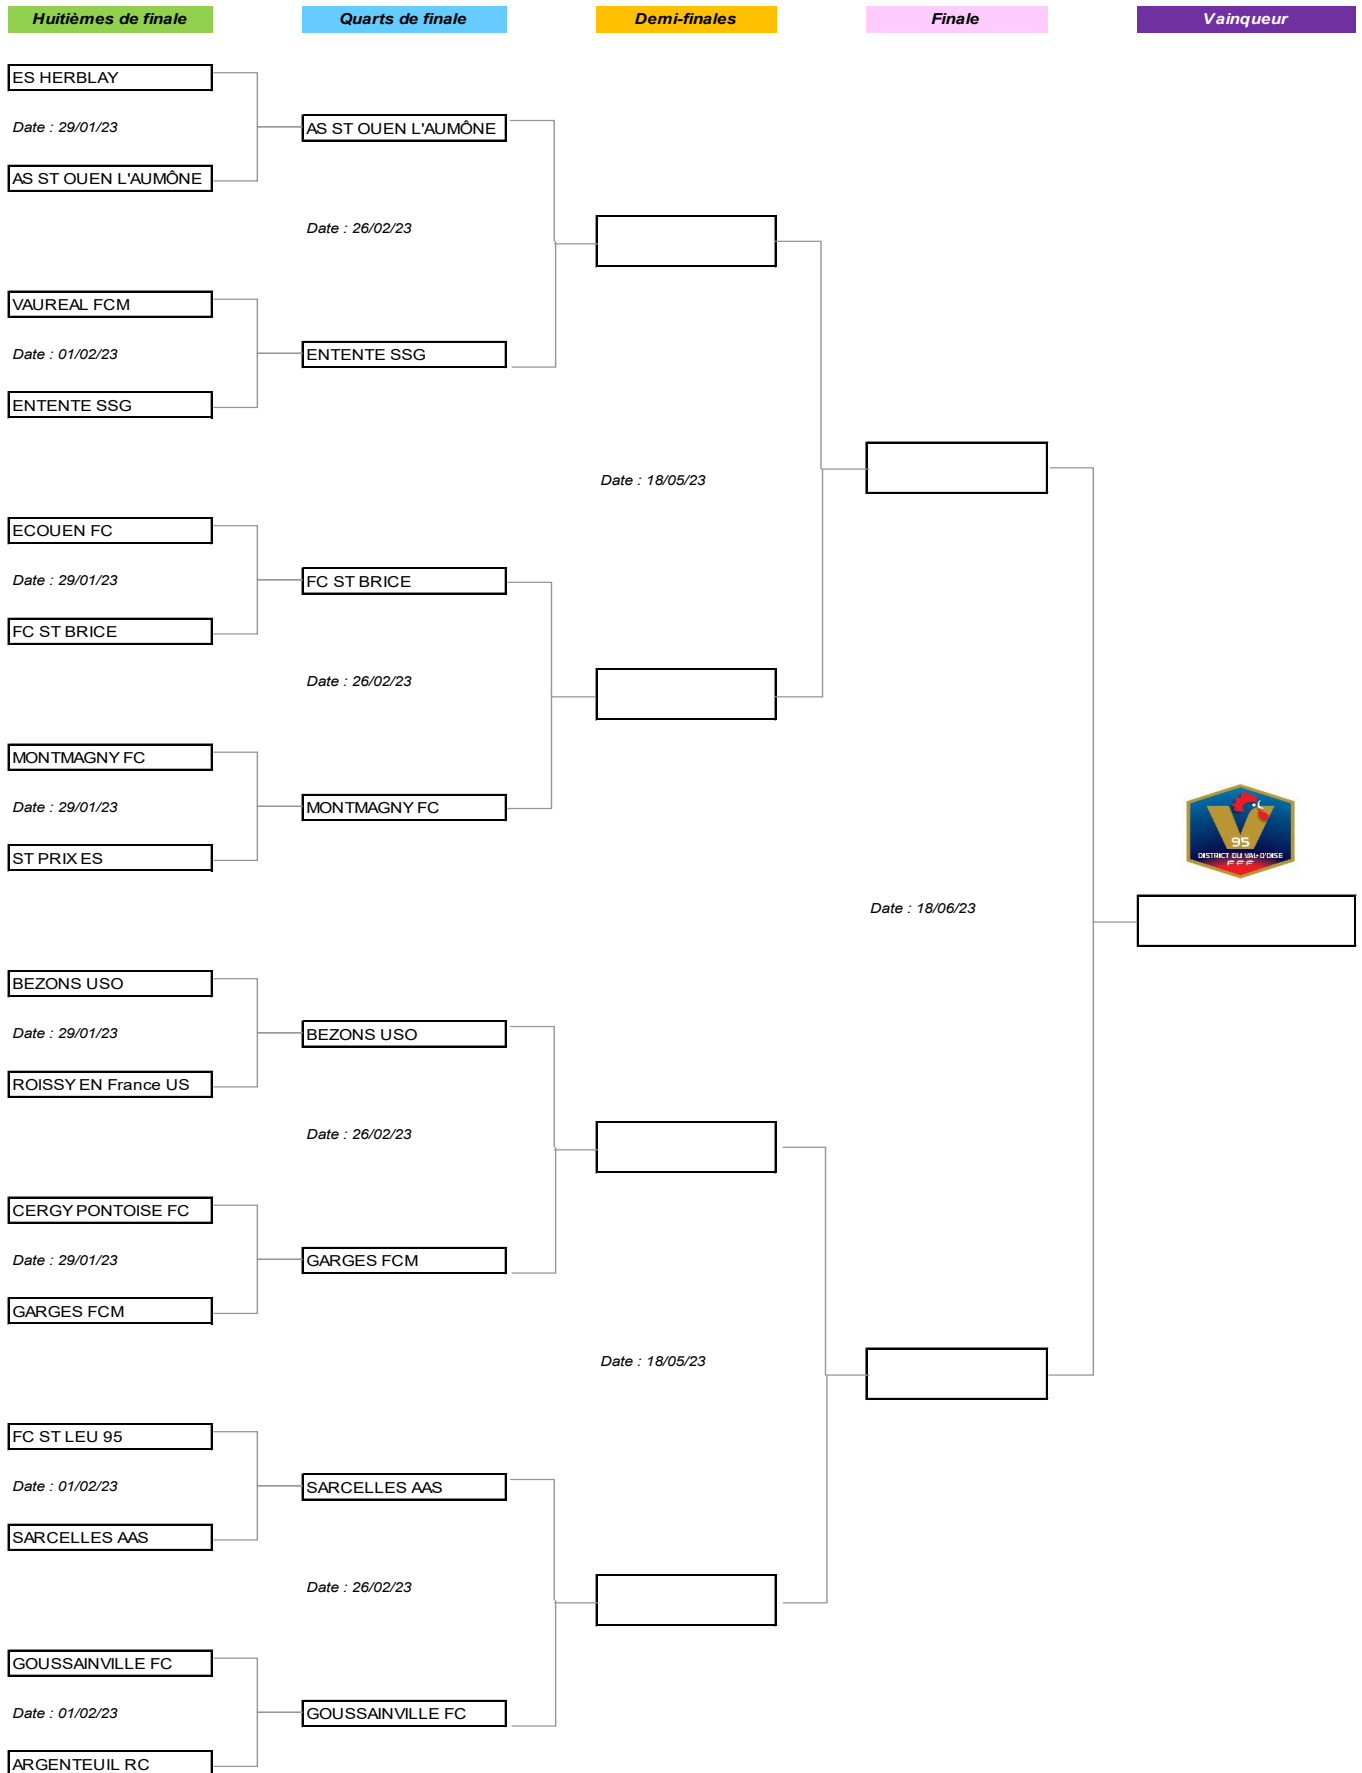 Huitièmes de finale
Quarts de finale
Demi-finales
Finale
Vainqueur
ES HERBLAY
Date : 29/01/23
AS ST OUEN L'AUMÔNE
AS ST OUEN L'AUMÔNE
Date : 26/02/23
VAUREAL FCM
Date : 01/02/23
ENTENTE SSG
ENTENTE SSG
Date : 18/05/23
ECOUEN FC
Date : 29/01/23
FC ST BRICE
FC ST BRICE
Date : 26/02/23
MONTMAGNY FC
Date : 29/01/23
ST PRIX ES
MONTMAGNY FC
95
DISTRICT DU VAL-D'OISE
FFF
Date : 18/06/23
BEZONS USO
Date : 29/01/23
ROISSY EN France US
BEZONS USO
Date : 26/02/23
CERGY PONTOISE FC
Date : 29/01/23
GARGES FCM
GARGES FCM
Date : 18/05/23
FC ST LEU 95
Date : 01/02/23
SARCELLES AAS
SARCELLES AAS
Date : 26/02/23
GOUSSAINVILLE FC
Date : 01/02/23
ARGENTEUIL RC
GOUSSAINVILLE FC